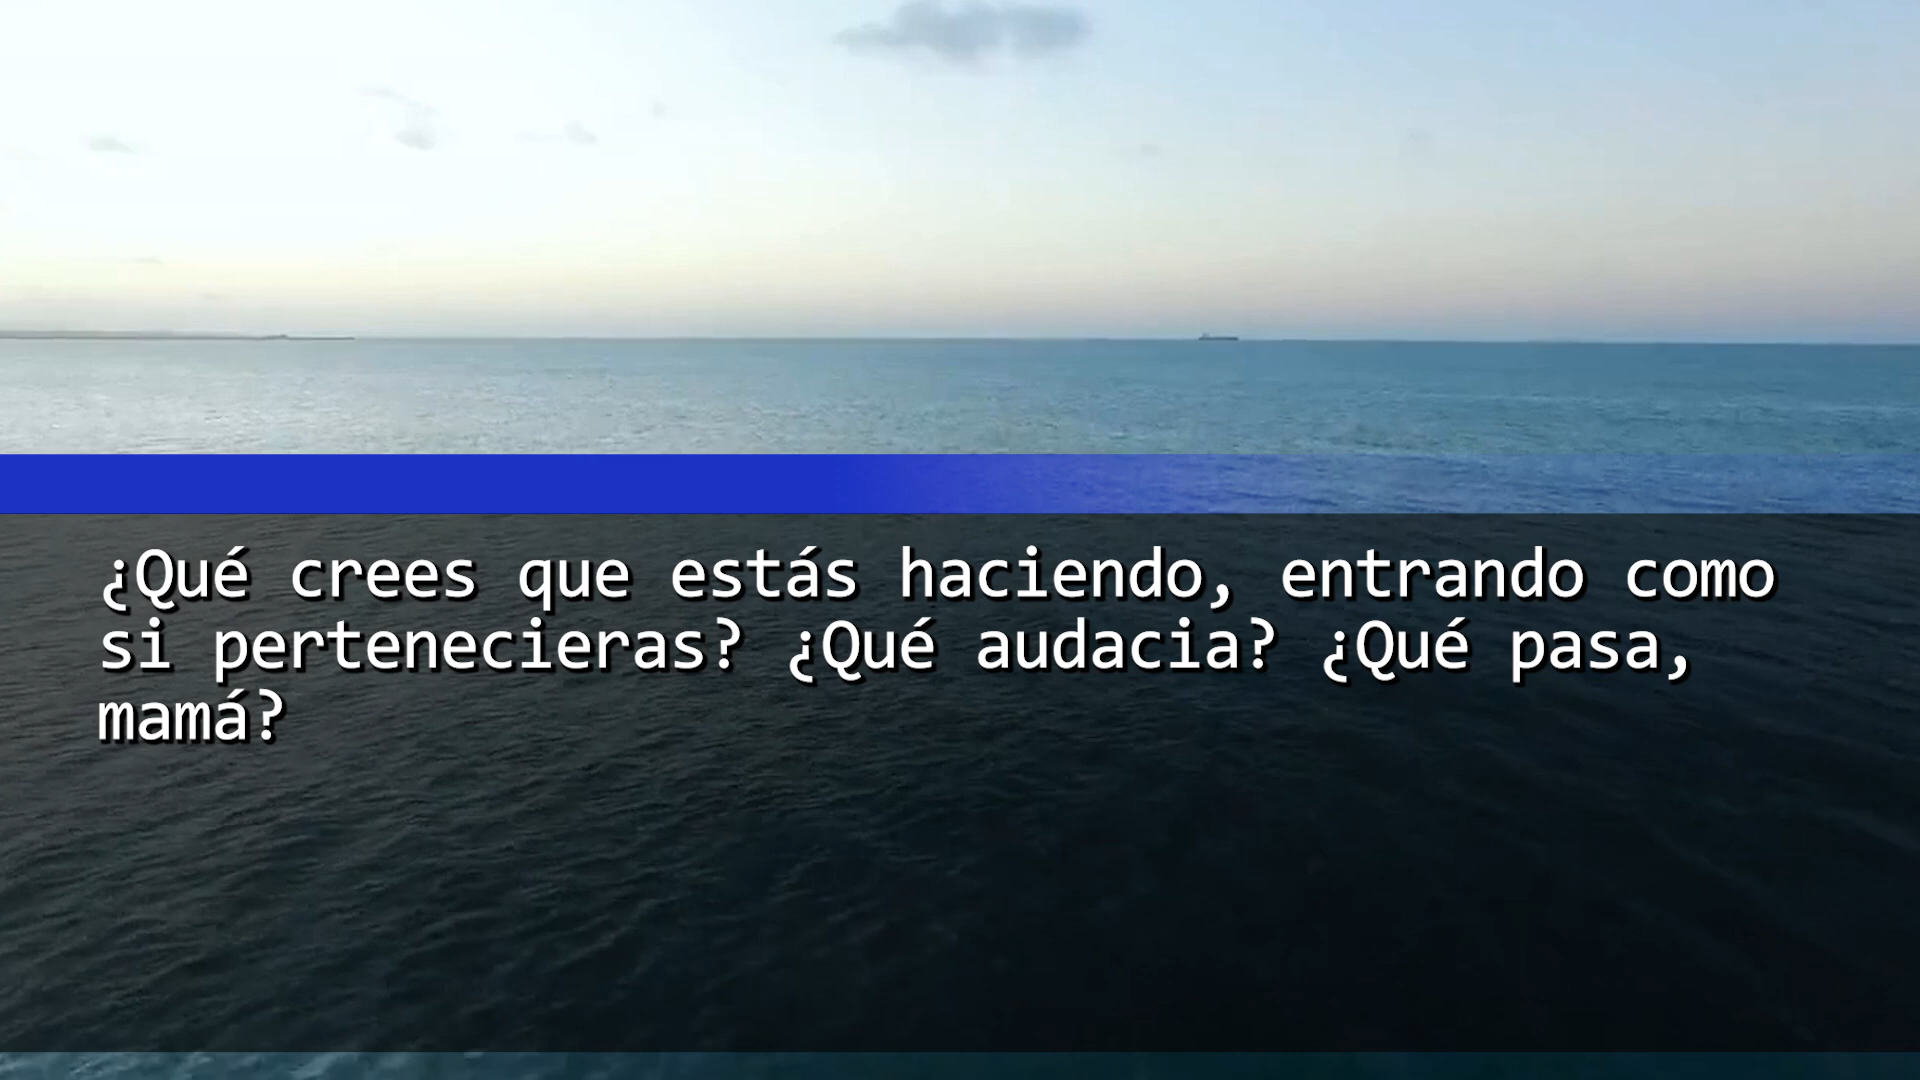 ¿Qué crees que estás haciendo, entrando como
si pertenecieras? ¿Qué audacia? ¿Qué pasa,
mamá?